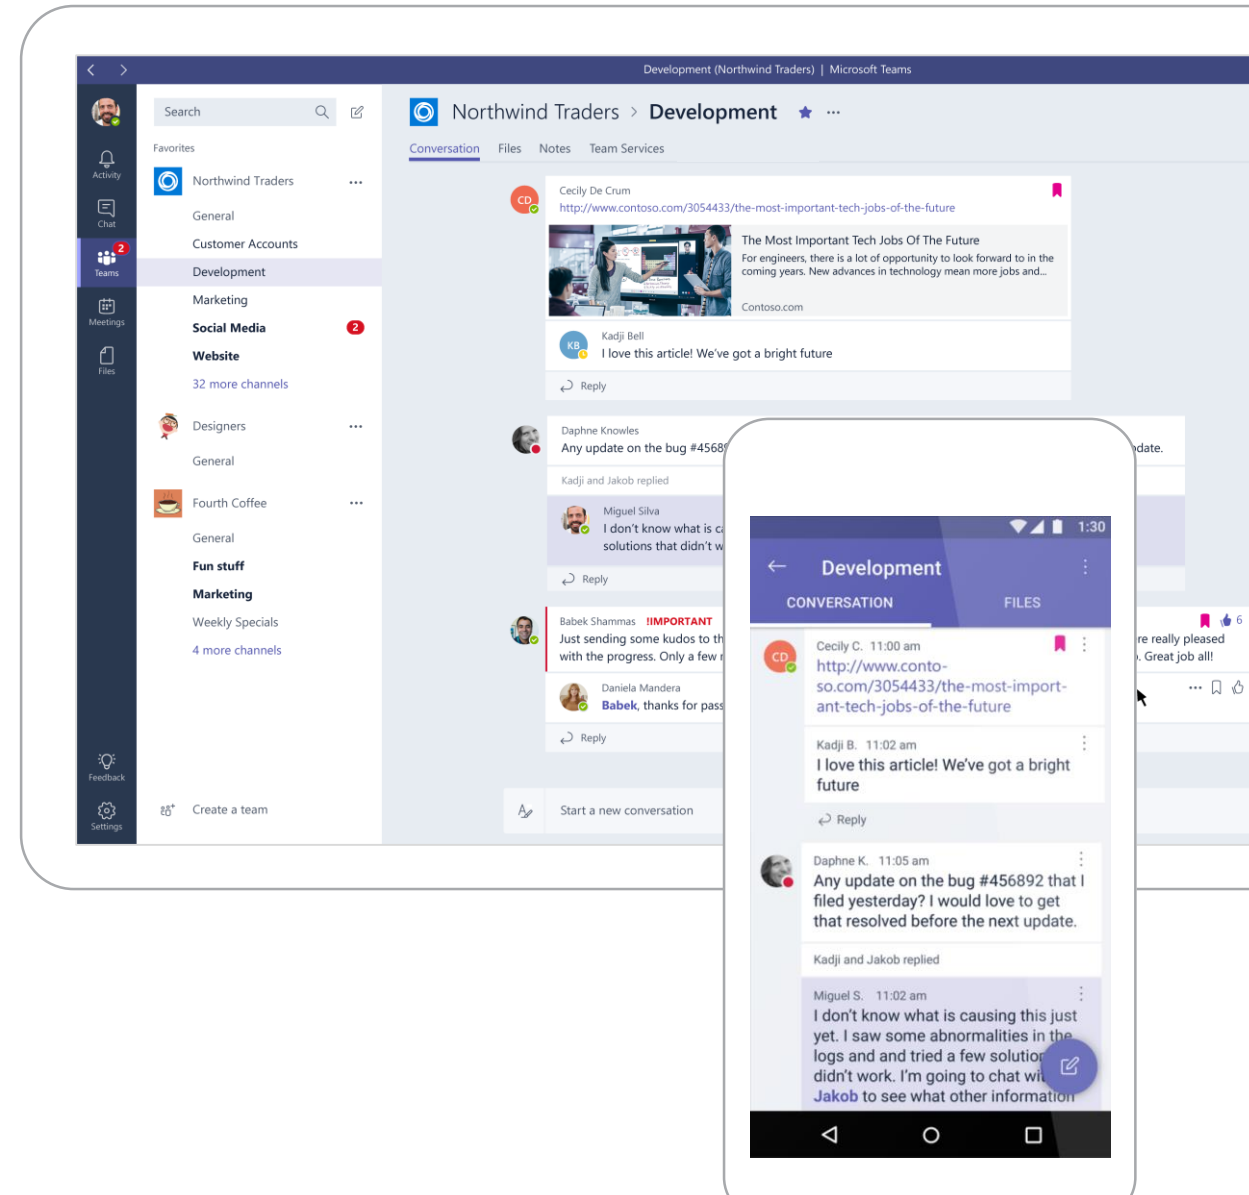 Development (Northwind Traders) | Microsoft Teams
Search
Northwind Traders > Development
Favorites
Conversation Files Notes Team Services
Activity
Chat
2
Teams
Meetings
Files
Feedback
Settings
Northwind Traders
General
Customer Accounts
Development
Marketing
Social Media 2
Website
32 more channels
Designers
General
Fourth Coffee
General
Fun stuff
Marketing
Weekly Specials
4 more channels
Create a team
CD
Cecily De Crum
http://www.contoso.com/3054433/the-most-important-tech-jobs-of-the-future
The Most Important Tech Jobs Of The Future
For engineers, there is a lot of opportunity to look forward to in the
coming years. New advances in technology mean more jobs and...
Contoso.com
KB
Kadji Bell
I love this article! We've got a bright future
Reply
Daphne Knowles
Any update on the bug #4568
date.
Kadji and Jakob replied
Miguel Silva
I don't know what is ca
solutions that didn't w
Reply
Babek Shammas !IMPORTANT
6
Just sending some kudos to th
re really pleased
with the progress. Only a few
. Great job all!
Daniela Mandera
Babek, thanks for pass
Reply
Start a new conversation
1:30
Development
CONVERSATION FILES
CD
Cecily C. 11:00 am
http://www.conto-
so.com/3054433/the-most-import-
ant-tech-jobs-of-the-future
Kadji B. 11:02 am
I love this article! We've got a bright
future
Reply
Daphne K. 11:05 am
Any update on the bug #456892 that I
filed yesterday? I would love to get
that resolved before the next update.
Kadji and Jakob replied
Miguel S. 11:02 am
I don't know what is causing this just
yet. I saw some abnormalities in the
logs and and tried a few solution
didn't work. I'm going to chat wi
Jakob to see what other information